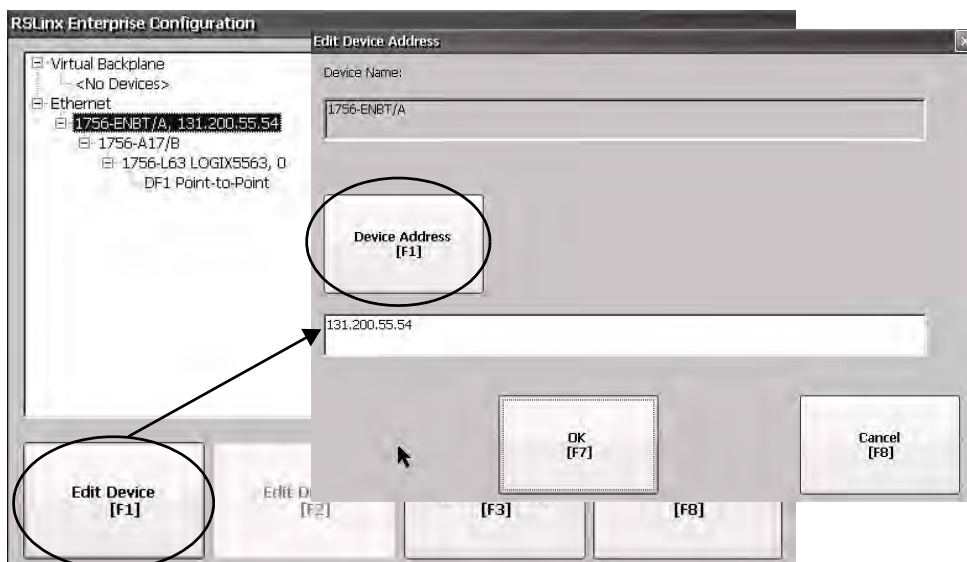 RSLinx Enterprise Configuration
Virtual Backplane
<No Devices>
Ethernet
1756-ENBT/A, 131.200.55.54
1756-A17/B
1756-L63 LOGIX5563, 0
DF1 Point-to-Point
Edit Device
[F1]
Edit D
[F2]
[F3]
[F8]
Edit Device Address
Device Name:
1756-ENBT/A
Device Address
[F1]
131.200.55.54
OK
[F7]
Cancel
[F8]